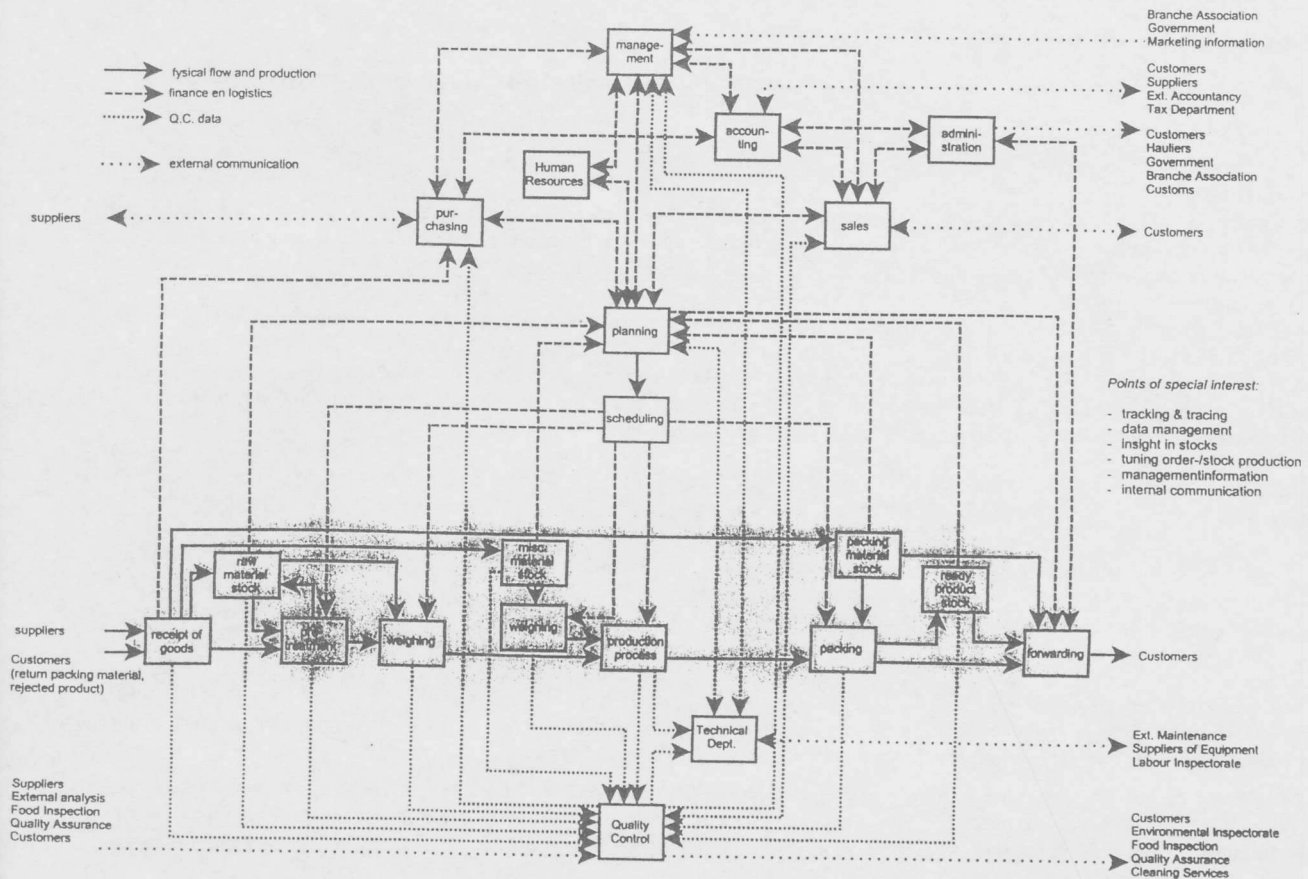 Branche Association
Government
Marketing information
manage-
ment
fysical flow and production
finance en logistics
Q.C. data
external communication
Customers
Suppliers
Ext. Accountancy
Tax Department
accoun-
ting
admini-
stration
Customers
Hauliers
Government
Branche Association
Customs
Human
Resources
suppliers
pur-
chasing
sales
Customers
planning
scheduling
Points of special interest:
- tracking & tracing
- data management
- insight in stocks
- tuning order-/stock production
- managementinformation
- internal communication
raw
material
stock
misc.
material
stock
packing
material
stock
ready
product
stock
suppliers
receipt of
goods
pre-
treatment
weighing
weighing
production
process
packing
forwarding
Customers
Customers
(return packing material,
rejected product)
Technical
Dept.
Ext. Maintenance
Suppliers of Equipment
Labour Inspectorate
Suppliers
External analysis
Food Inspection
Quality Assurance
Customers
Quality
Control
Customers
Environmental Inspectorate
Food Inspection
Quality Assurance
Cleaning Services